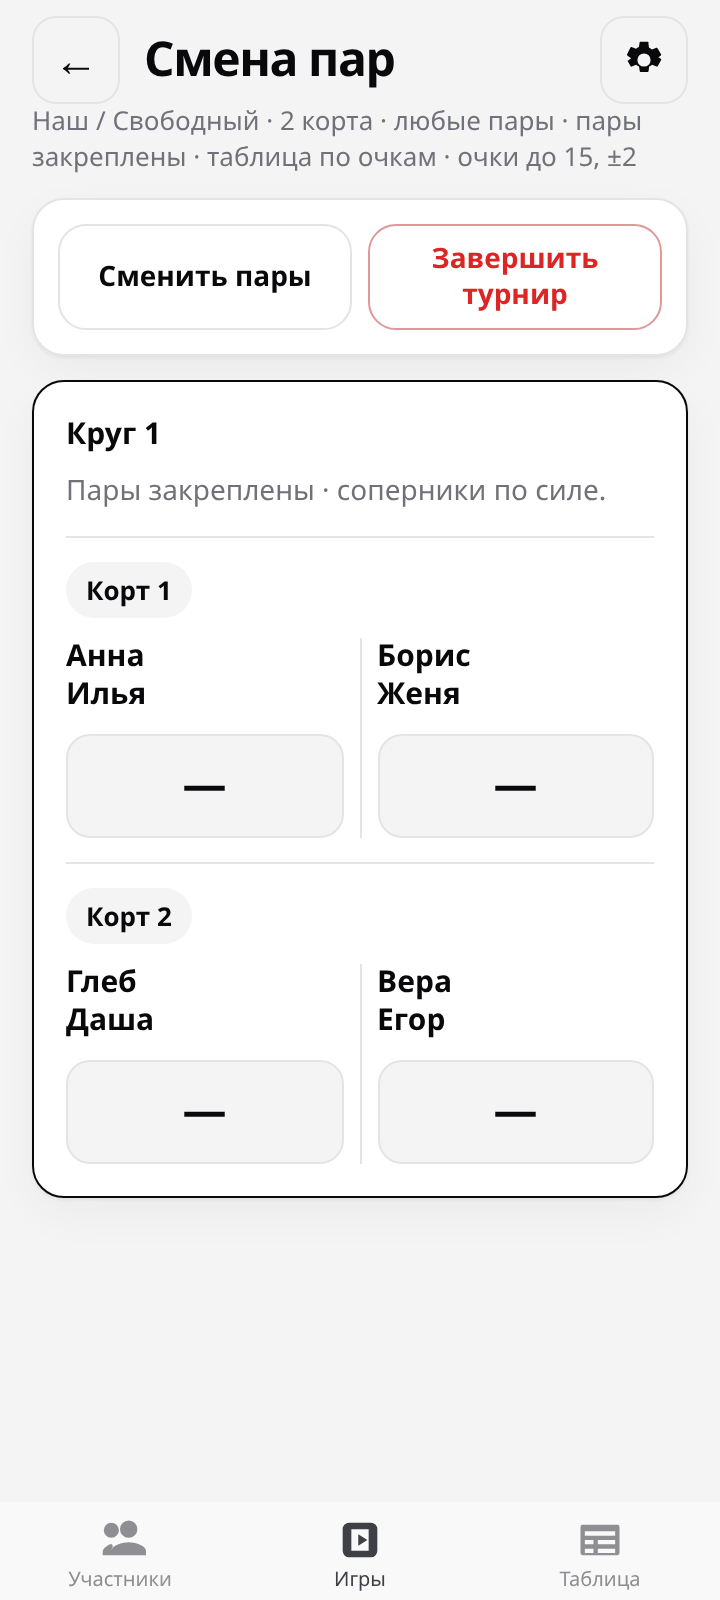 ← Смена пар
Наш / Свободный · 2 корта · любые пары · пары
закреплены · таблица по очкам · очки до 15, ±2
Сменить пары
Завершить
турнир
Круг 1
Пары закреплены · соперники по силе.
Корт 1
Анна
Илья
Борис
Женя
—
—
Корт 2
Глеб
Даша
Вера
Егор
—
—
Участники
Игры
Таблица